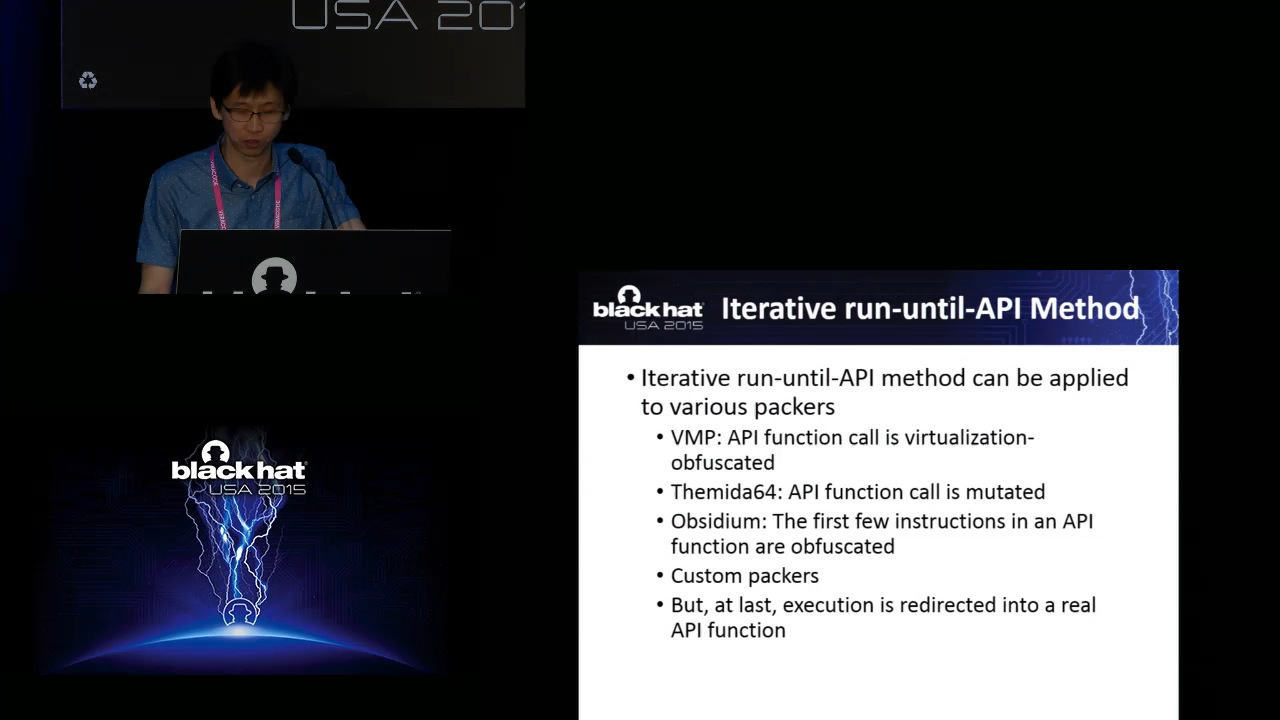 USA 20
black hat
USA 2015
Iterative run-until-API Method
• Iterative run-until-API method can be applied
to various packers
• VMP: API function call is virtualization-
obfuscated
• Themida64: API function call is mutated
• Obsidium: The first few instructions in an API
function are obfuscated
• Custom packers
• But, at last, execution is redirected into a real
API function
black hat
USA 2015